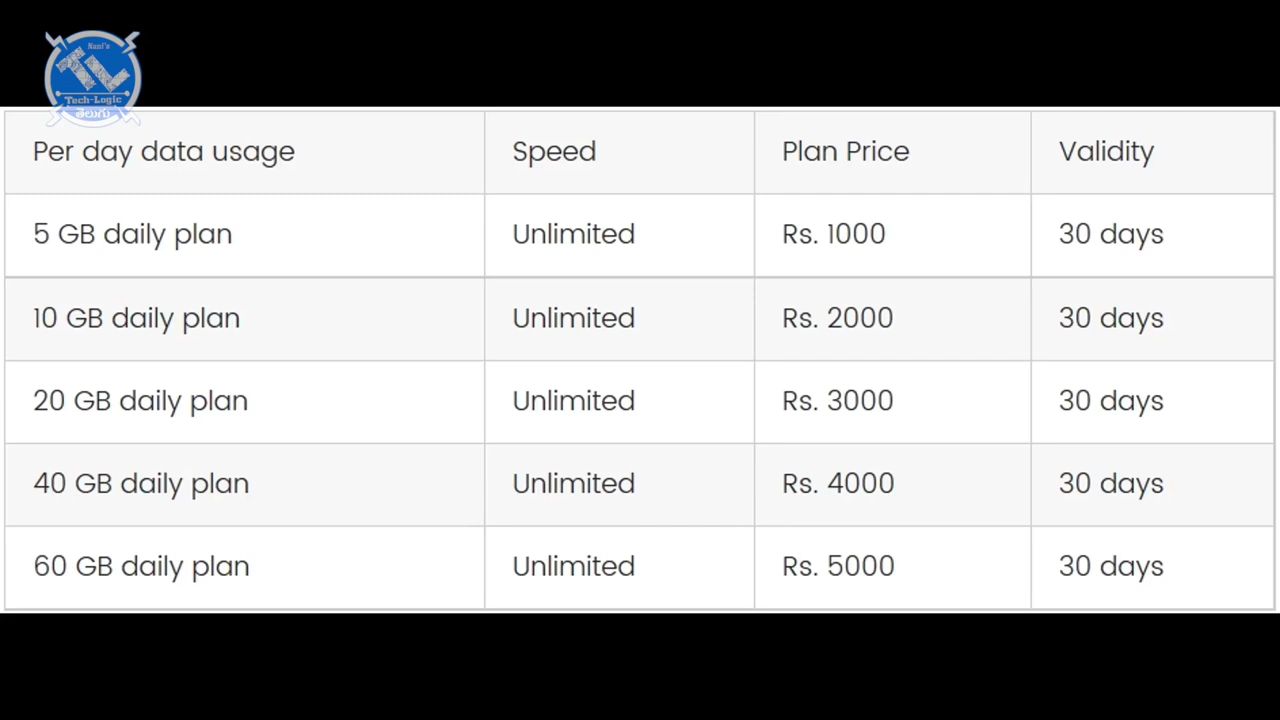 Nani's
TL
Tech-Logic
తెలుగు
Per day data usage Speed Plan Price Validity
5 GB daily plan Unlimited Rs. 1000 30 days
10 GB daily plan Unlimited Rs. 2000 30 days
20 GB daily plan Unlimited Rs. 3000 30 days
40 GB daily plan Unlimited Rs. 4000 30 days
60 GB daily plan Unlimited Rs. 5000 30 days